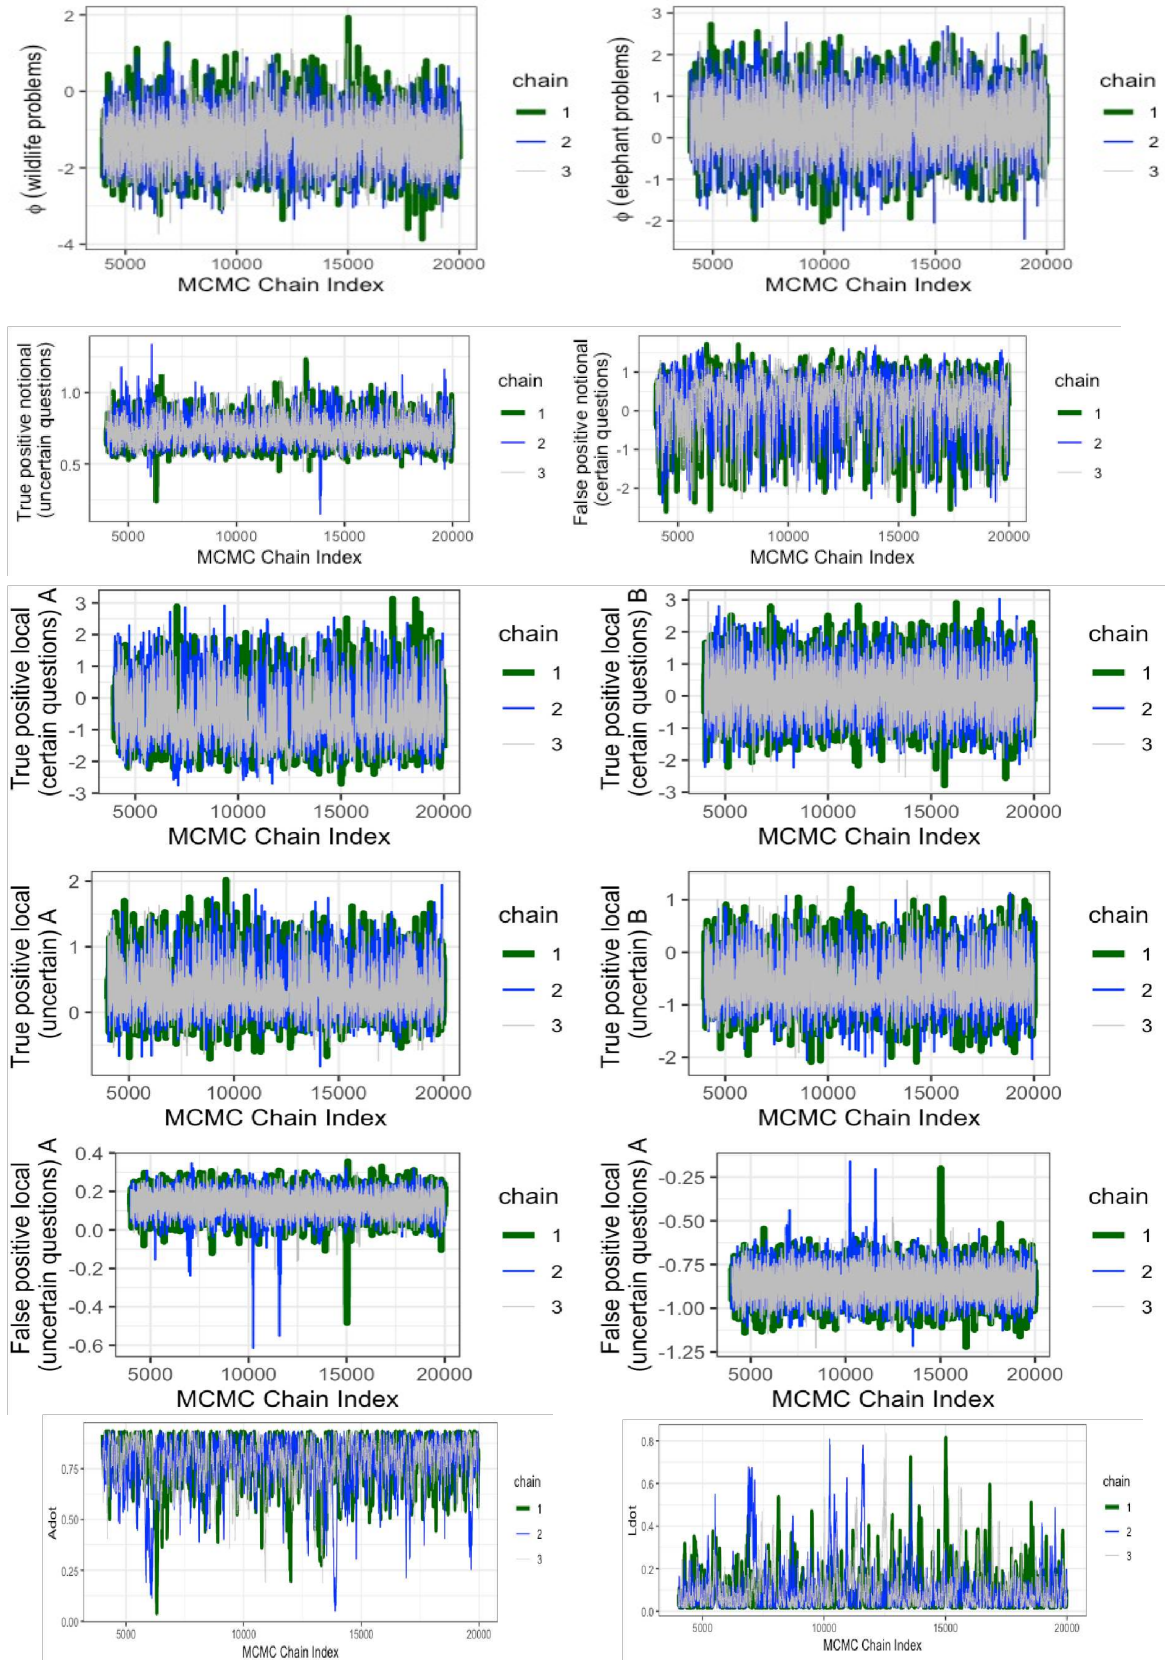 φ (wildlife problems)
2
0
-2
-4
5000 10000 15000 20000
MCMC Chain Index
chain
1
2
3
φ (elephant problems)
3
2
1
0
-1
-2
5000 10000 15000 20000
MCMC Chain Index
chain
1
2
3
True positive notional
(uncertain questions)
1.0
0.5
5000 10000 15000 20000
MCMC Chain Index
chain
1
2
3
False positive notional
(certain questions)
1
0
-1
-2
5000 10000 15000 20000
MCMC Chain Index
chain
1
2
3
True positive local
(certain questions) A
3
2
1
0
-1
-2
-3
5000 10000 15000 20000
MCMC Chain Index
chain
1
2
3
True positive local
(certain questions) B
3
2
1
0
-1
-2
-3
5000 10000 15000 20000
MCMC Chain Index
chain
1
2
3
True positive local
(uncertain) A
2
1
0
5000 10000 15000 20000
MCMC Chain Index
chain
1
2
3
True positive local
(uncertain) B
1
0
-1
-2
5000 10000 15000 20000
MCMC Chain Index
chain
1
2
3
False positive local
(uncertain questions) A
0.4
0.2
0.0
-0.2
-0.4
-0.6
5000 10000 15000 20000
MCMC Chain Index
chain
1
2
3
False positive local
(uncertain questions) A
-0.25
-0.50
-0.75
-1.00
-1.25
5000 10000 15000 20000
MCMC Chain Index
chain
1
2
3
Adot
0.75
0.50
0.25
0.00
5000 10000 15000 20000
MCMC Chain Index
chain
1
2
3
Ldot
0.8
0.6
0.4
0.2
0.0
5000 10000 15000 20000
MCMC Chain Index
chain
1
2
3